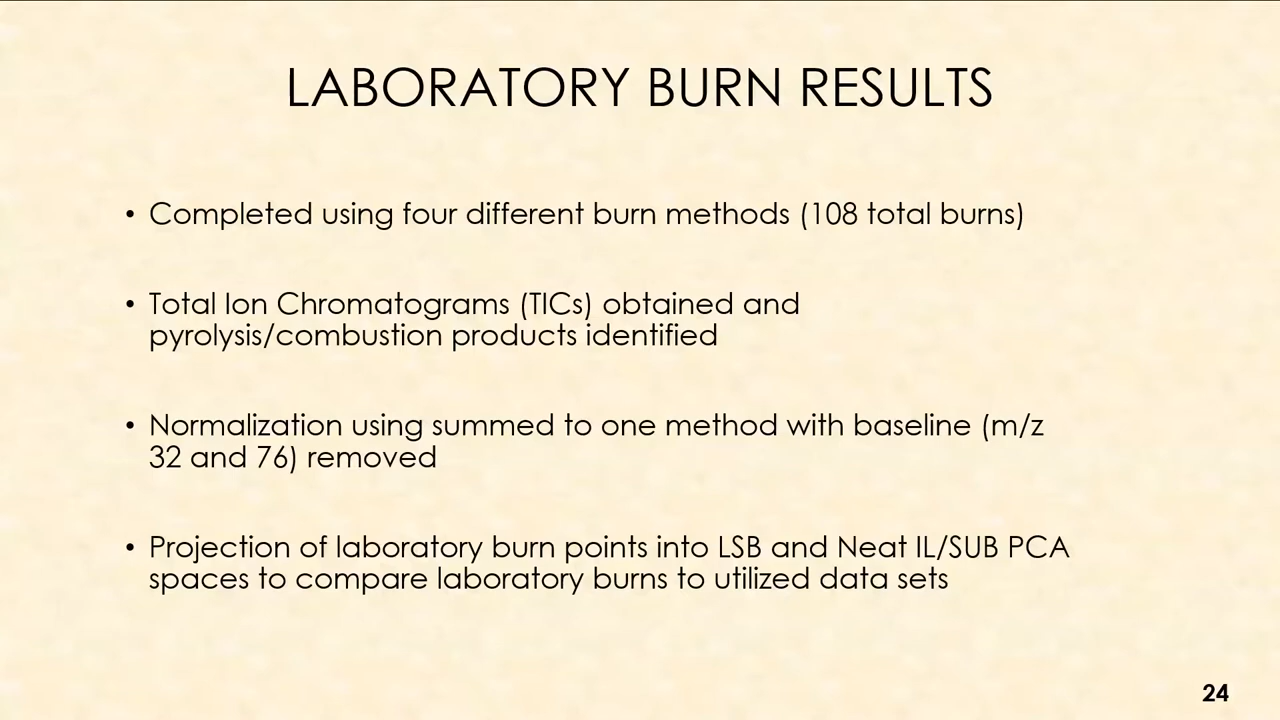 LABORATORY BURN RESULTS
• Completed using four different burn methods (108 total burns)
• Total Ion Chromatograms (TICs) obtained and
pyrolysis/combustion products identified
• Normalization using summed to one method with baseline (m/z
32 and 76) removed
• Projection of laboratory burn points into LSB and Neat IL/SUB PCA
spaces to compare laboratory burns to utilized data sets
24